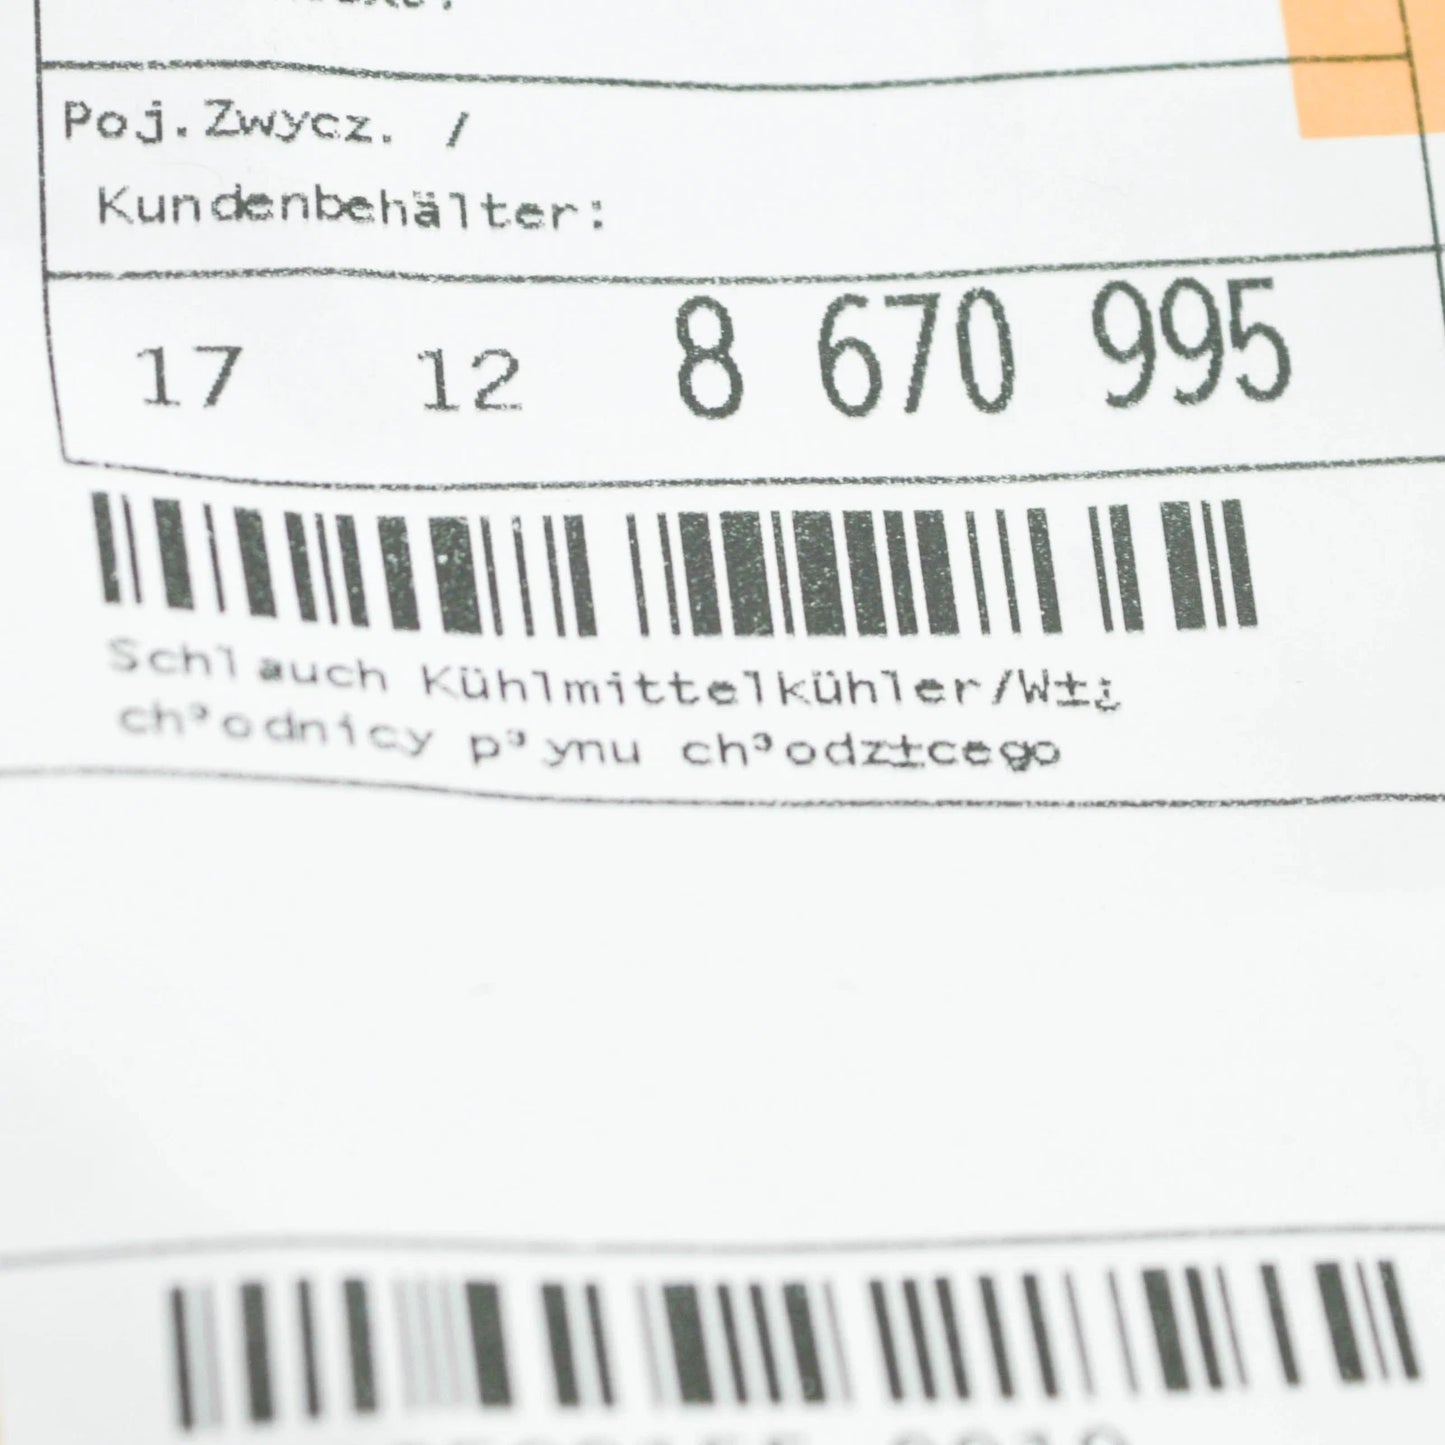 Poj.Zwycz. /
Kundenbehälter:
17 12 8 670 995
Schlauch Kühlmittelkühler/W±¿
ch³odnicy p³ynu ch³odz±cego